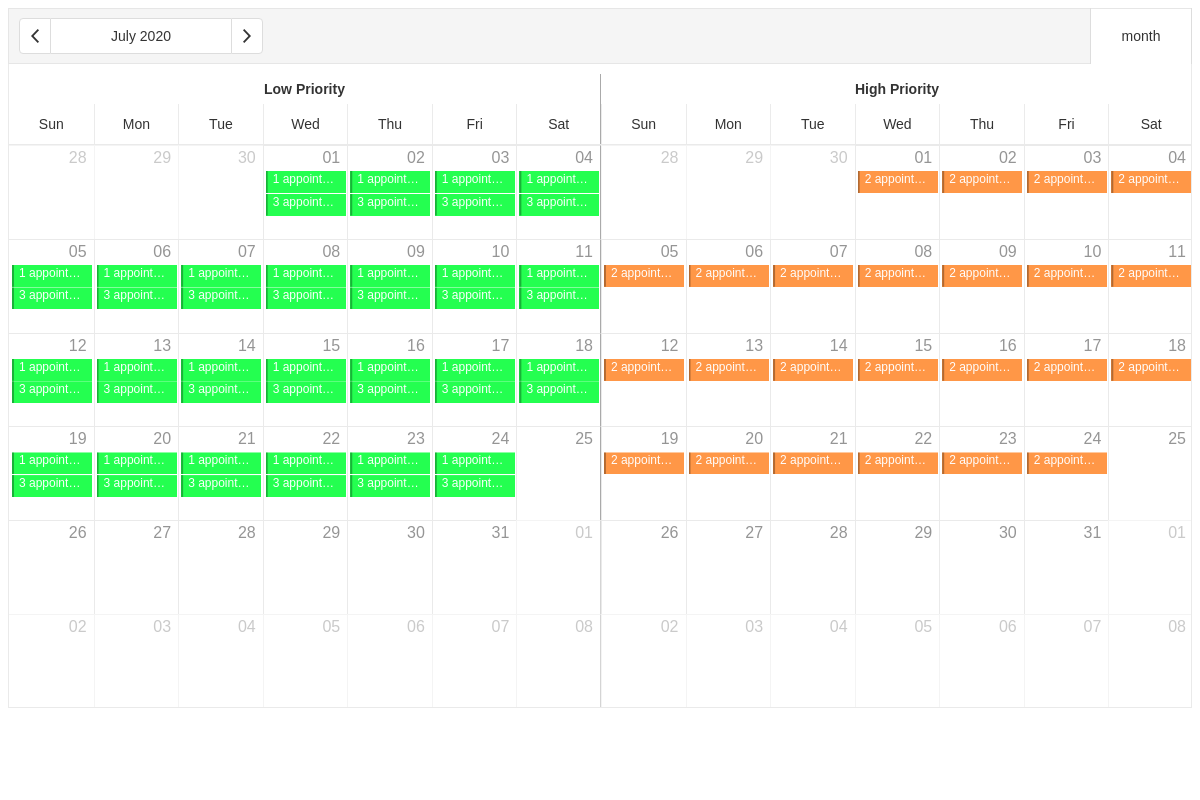 July 2020 month
Low Priority High Priority
Sun Mon Tue Wed Thu Fri Sat Sun Mon Tue Wed Thu Fri Sat
28 29 30 01 02 03 04 28 29 30 01 02 03 04
1 appoint… 1 appoint… 1 appoint… 1 appoint… 2 appoint… 2 appoint… 2 appoint… 2 appoint…
3 appoint… 3 appoint… 3 appoint… 3 appoint…
05 06 07 08 09 10 11 05 06 07 08 09 10 11
1 appoint… 1 appoint… 1 appoint… 1 appoint… 1 appoint… 1 appoint… 1 appoint… 2 appoint… 2 appoint… 2 appoint… 2 appoint… 2 appoint… 2 appoint… 2 appoint…
3 appoint… 3 appoint… 3 appoint… 3 appoint… 3 appoint… 3 appoint… 3 appoint…
12 13 14 15 16 17 18 12 13 14 15 16 17 18
1 appoint… 1 appoint… 1 appoint… 1 appoint… 1 appoint… 1 appoint… 1 appoint… 2 appoint… 2 appoint… 2 appoint… 2 appoint… 2 appoint… 2 appoint… 2 appoint…
3 appoint… 3 appoint… 3 appoint… 3 appoint… 3 appoint… 3 appoint… 3 appoint…
19 20 21 22 23 24 25 19 20 21 22 23 24 25
1 appoint… 1 appoint… 1 appoint… 1 appoint… 1 appoint… 1 appoint… 2 appoint… 2 appoint… 2 appoint… 2 appoint… 2 appoint… 2 appoint…
3 appoint… 3 appoint… 3 appoint… 3 appoint… 3 appoint… 3 appoint…
26 27 28 29 30 31 01 26 27 28 29 30 31 01
02 03 04 05 06 07 08 02 03 04 05 06 07 08